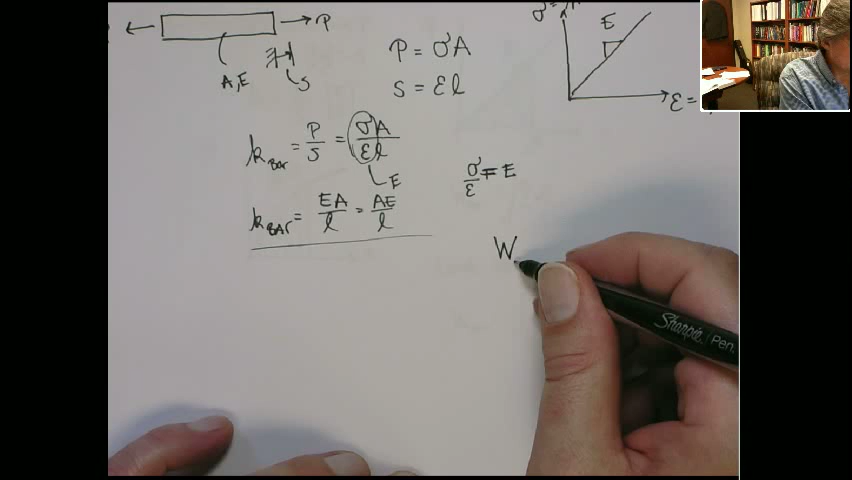 P
A,E
S
P = σA
S = εl
σ =
E
ε =
k_BAR = P/S = σA/εl
E
σ/ε = E
k_BAR = EA/l = AE/l
W
Sharpie. Pen.